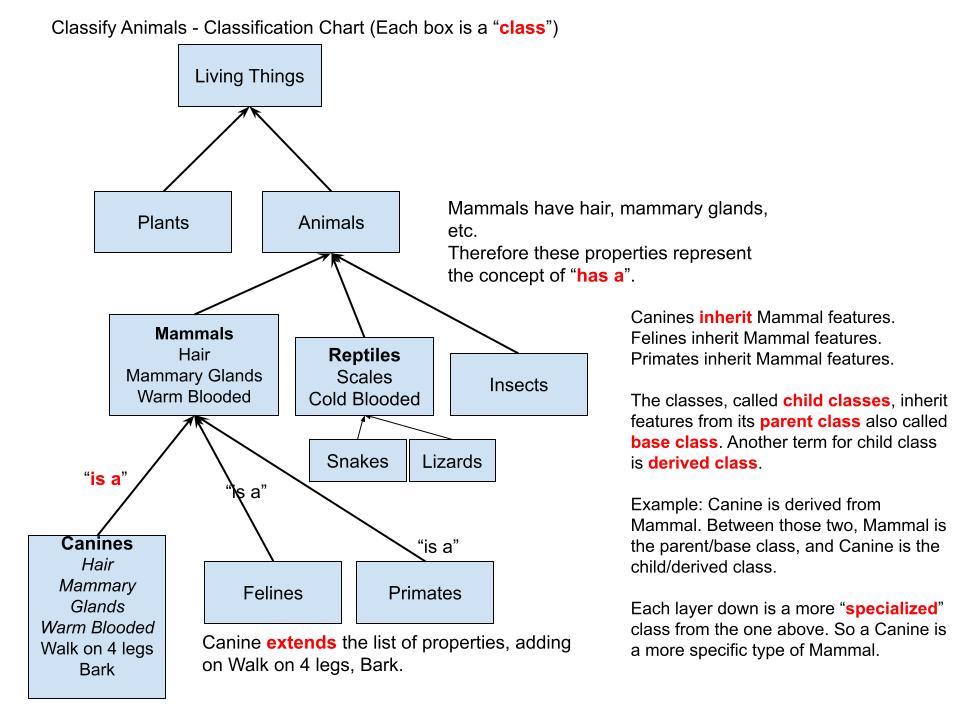 Classify Animals - Classification Chart (Each box is a “class”)
Living Things
Plants
Animals
Mammals have hair, mammary glands,
etc.
Therefore these properties represent
the concept of “has a”.
Mammals
Hair
Mammary Glands
Warm Blooded
Reptiles
Scales
Cold Blooded
Insects
Snakes
Lizards
“is a”
“is a”
“is a”
Canines
Hair
Mammary
Glands
Warm Blooded
Walk on 4 legs
Bark
Felines
Primates
Canine extends the list of properties, adding
on Walk on 4 legs, Bark.
Canines inherit Mammal features.
Felines inherit Mammal features.
Primates inherit Mammal features.
The classes, called child classes, inherit
features from its parent class also called
base class. Another term for child class
is derived class.
Example: Canine is derived from
Mammal. Between those two, Mammal is
the parent/base class, and Canine is the
child/derived class.
Each layer down is a more “specialized”
class from the one above. So a Canine is
a more specific type of Mammal.